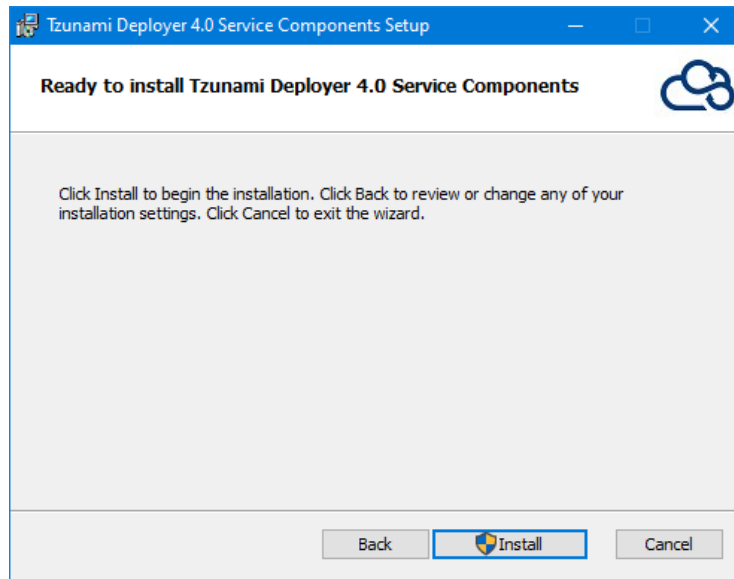 Tzunami Deployer 4.0 Service Components Setup
Ready to install Tzunami Deployer 4.0 Service Components
Click Install to begin the installation. Click Back to review or change any of your
installation settings. Click Cancel to exit the wizard.
Back Install Cancel